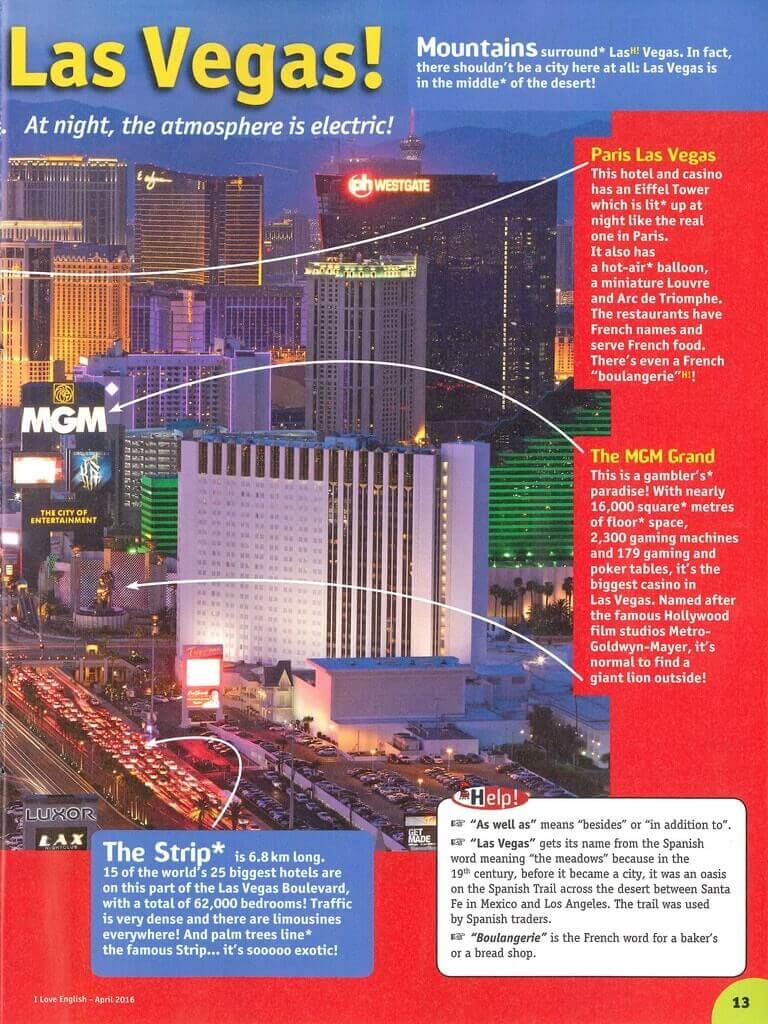 Las Vegas!
At night, the atmosphere is electric!
Mountains surround* Las H! Vegas. In fact,
there shouldn't be a city here at all: Las Vegas is
in the middle* of the desert!
Paris Las Vegas
This hotel and casino
has an Eiffel Tower
which is lit* up at
night like the real
one in Paris.
It also has
a hot-air* balloon,
a miniature Louvre
and Arc de Triomphe.
The restaurants have
French names and
serve French food.
There's even a French
"boulangerie"H!!
ph WESTGATE
MGM
THE CITY OF
ENTERTAINMENT
The MGM Grand
This is a gambler's*
paradise! With nearly
16,000 square* metres
of floor* space,
2,300 gaming machines
and 179 gaming and
poker tables, it's the
biggest casino in
Las Vegas. Named after
the famous Hollywood
film studios Metro-
Goldwyn-Mayer, it's
normal to find a
giant lion outside!
LUXOR
LAX
NIGHTCLUB
GET
MADE
The Strip* is 6.8 km long.
15 of the world's 25 biggest hotels are
on this part of the Las Vegas Boulevard,
with a total of 62,000 bedrooms! Traffic
is very dense and there are limousines
everywhere! And palm trees line*
the famous Strip... it's sooooo exotic!
Help!
☞ "As well as" means "besides" or "in addition to".
☞ "Las Vegas" gets its name from the Spanish
word meaning "the meadows" because in the
19th century, before it became a city, it was an oasis
on the Spanish Trail across the desert between Santa
Fe in Mexico and Los Angeles. The trail was used
by Spanish traders.
☞ "Boulangerie" is the French word for a baker's
or a bread shop.
I Love English - April 2016
13